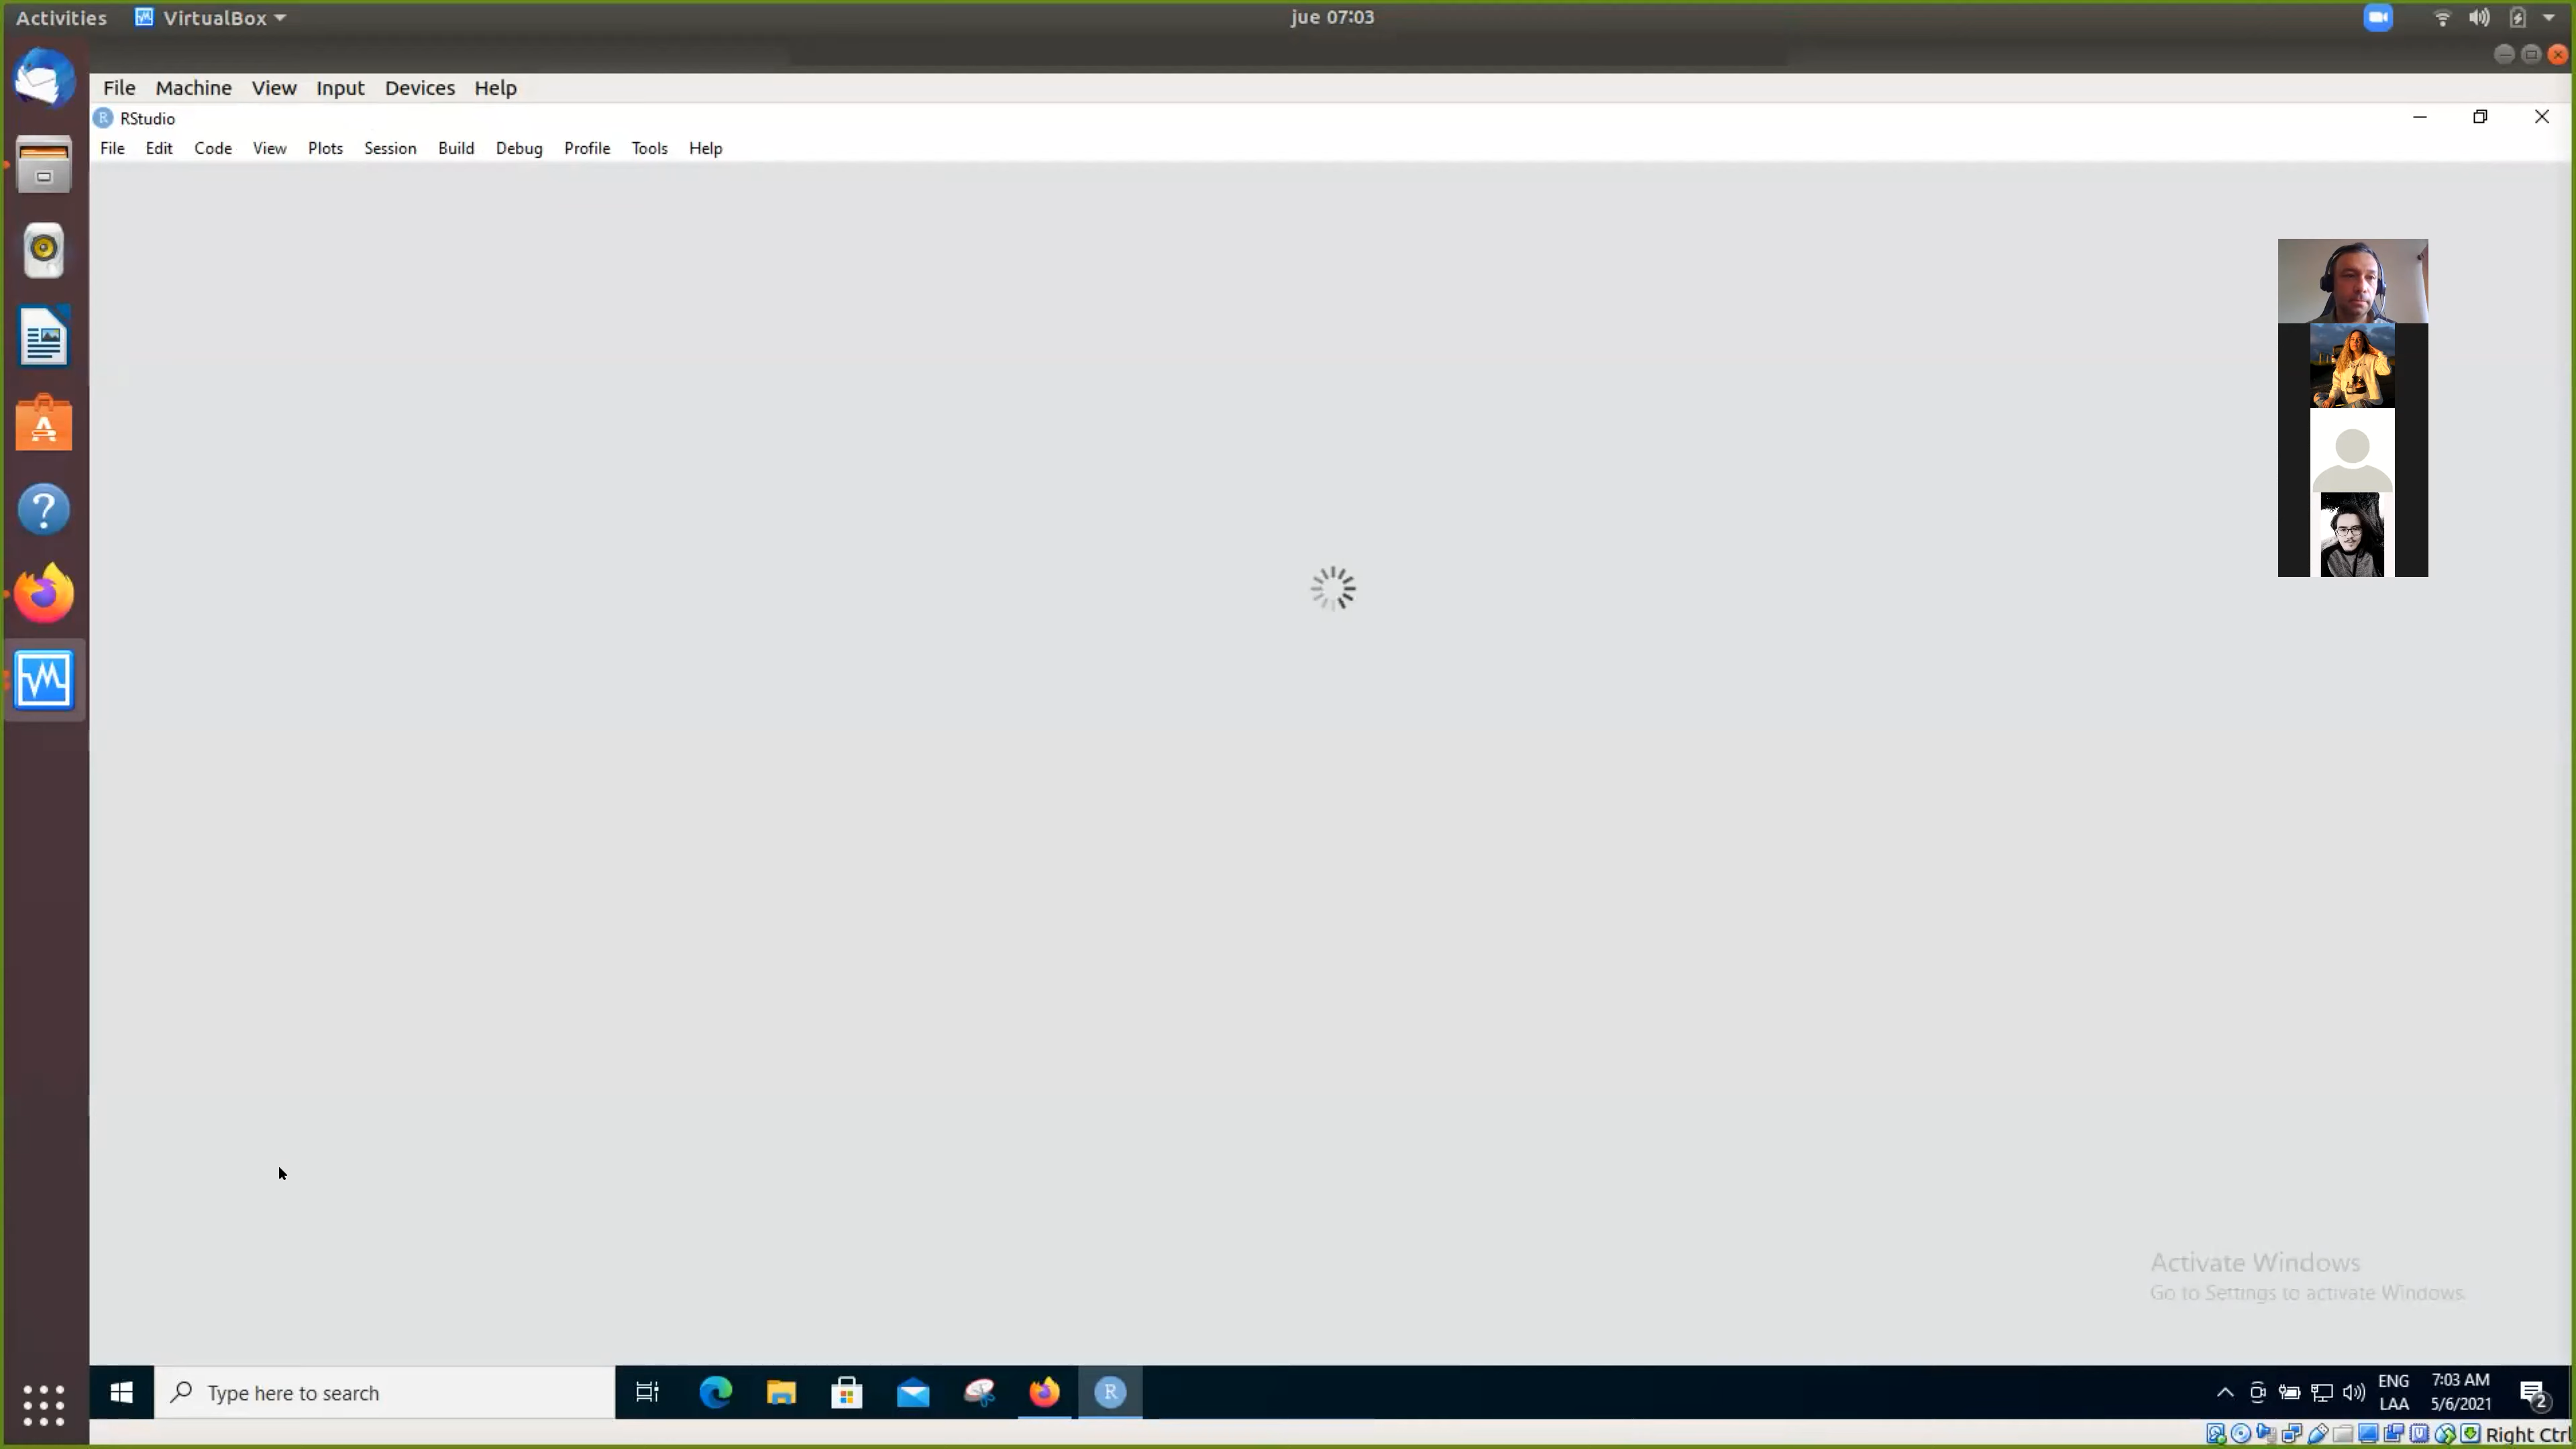 Activities VirtualBox jue 07:03
File Machine View Input Devices Help
R RStudio
File Edit Code View Plots Session Build Debug Profile Tools Help
Activate Windows
Go to Settings to activate Windows.
Type here to search
R
ENG 7:03 AM
LAA 5/6/2021
2
Right Ctrl